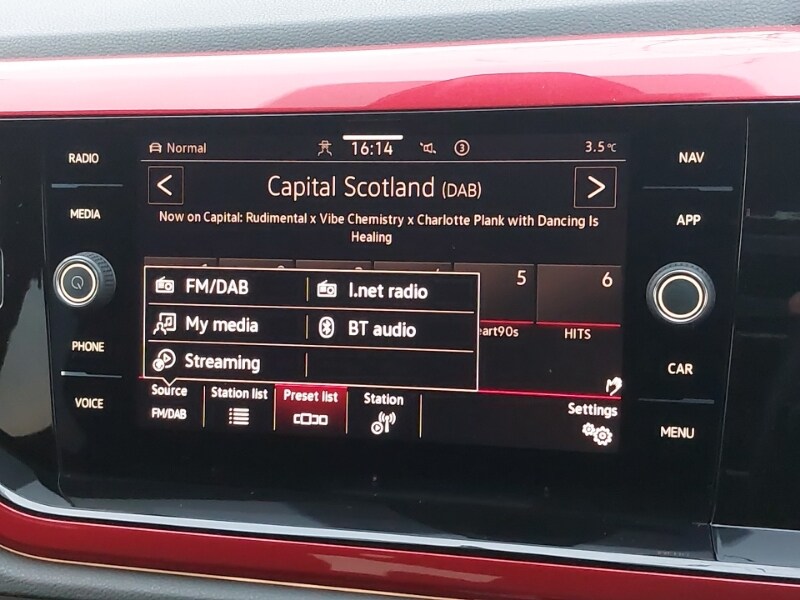 RADIO
MEDIA
PHONE
VOICE
NAV
APP
CAR
MENU
Normal
16:14
3
3.5°C
Capital Scotland (DAB)
Now on Capital: Rudimental x Vibe Chemistry x Charlotte Plank with Dancing Is
Healing
5
6
eart90s
HITS
FM/DAB
I.net radio
My media
BT audio
Streaming
Source
FM/DAB
Station list
Preset list
Station
Settings